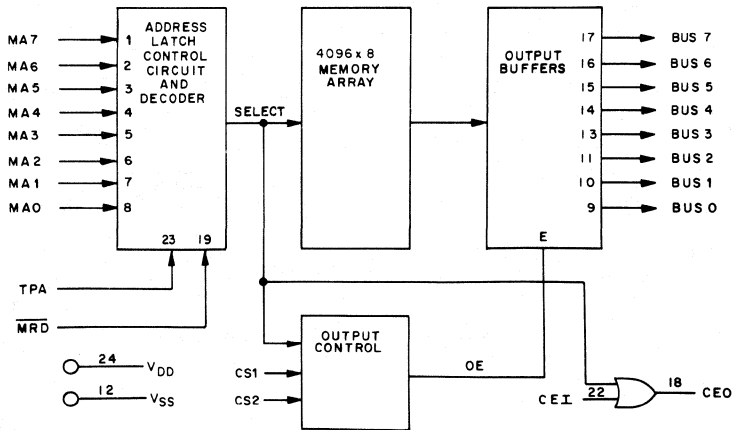 ADDRESS
LATCH
CONTROL
CIRCUIT
AND
DECODER
4096 x 8
MEMORY
ARRAY
OUTPUT
BUFFERS
MA7 1
MA6 2
MA5 3
MA4 4
MA3 5
MA2 6
MA1 7
MA0 8
23 19
SELECT
17 BUS 7
16 BUS 6
15 BUS 5
14 BUS 4
13 BUS 3
11 BUS 2
10 BUS 1
9 BUS 0
E
TPA
MRD
OUTPUT
CONTROL
CS1
CS2
OE
24 VDD
12 VSS
CEI 22
18 CEO